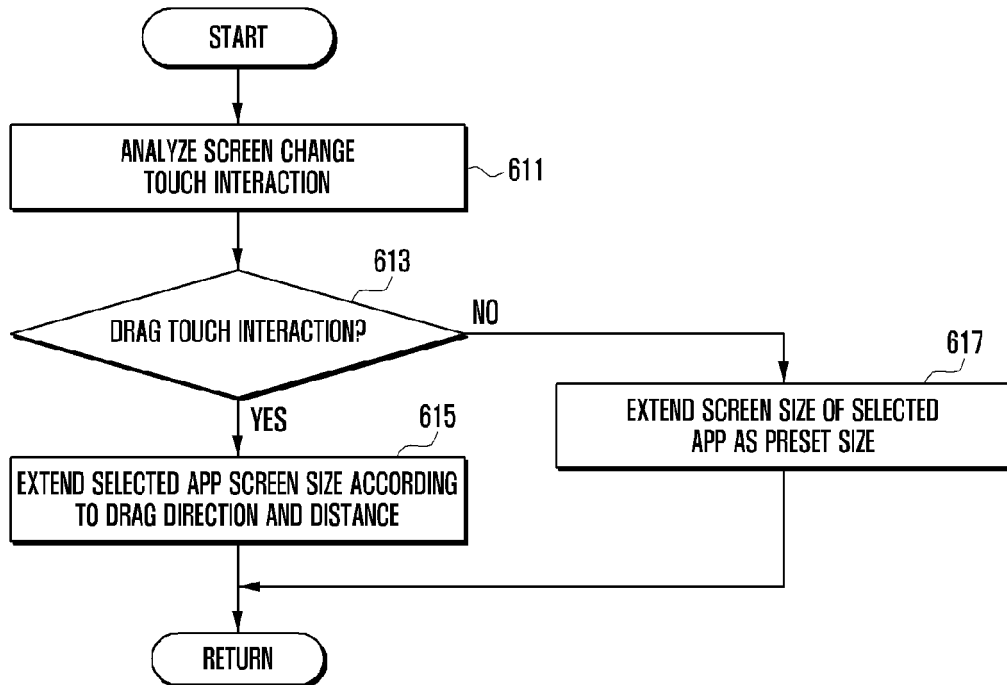 START
ANALYZE SCREEN CHANGE
TOUCH INTERACTION
611
613
DRAG TOUCH INTERACTION?
NO
YES
617
EXTEND SCREEN SIZE OF SELECTED
APP AS PRESET SIZE
615
EXTEND SELECTED APP SCREEN SIZE ACCORDING
TO DRAG DIRECTION AND DISTANCE
RETURN